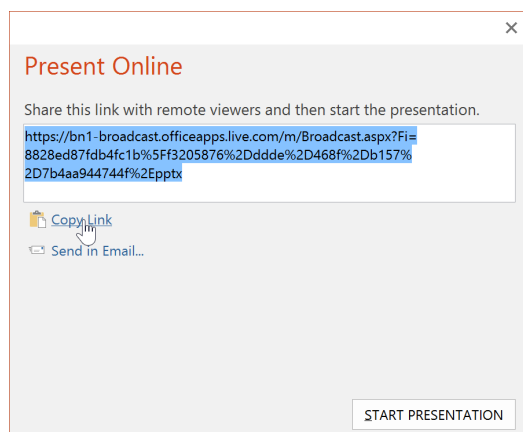 Present Online
Share this link with remote viewers and then start the presentation.
https://bn1-broadcast.officeapps.live.com/m/Broadcast.aspx?Fi=
8828ed87fdb4fc1b%5Ff3205876%2Dddde%2D468f%2Db157%
2D7b4aa944744f%2Epptx
Copy Link
Send in Email...
START PRESENTATION